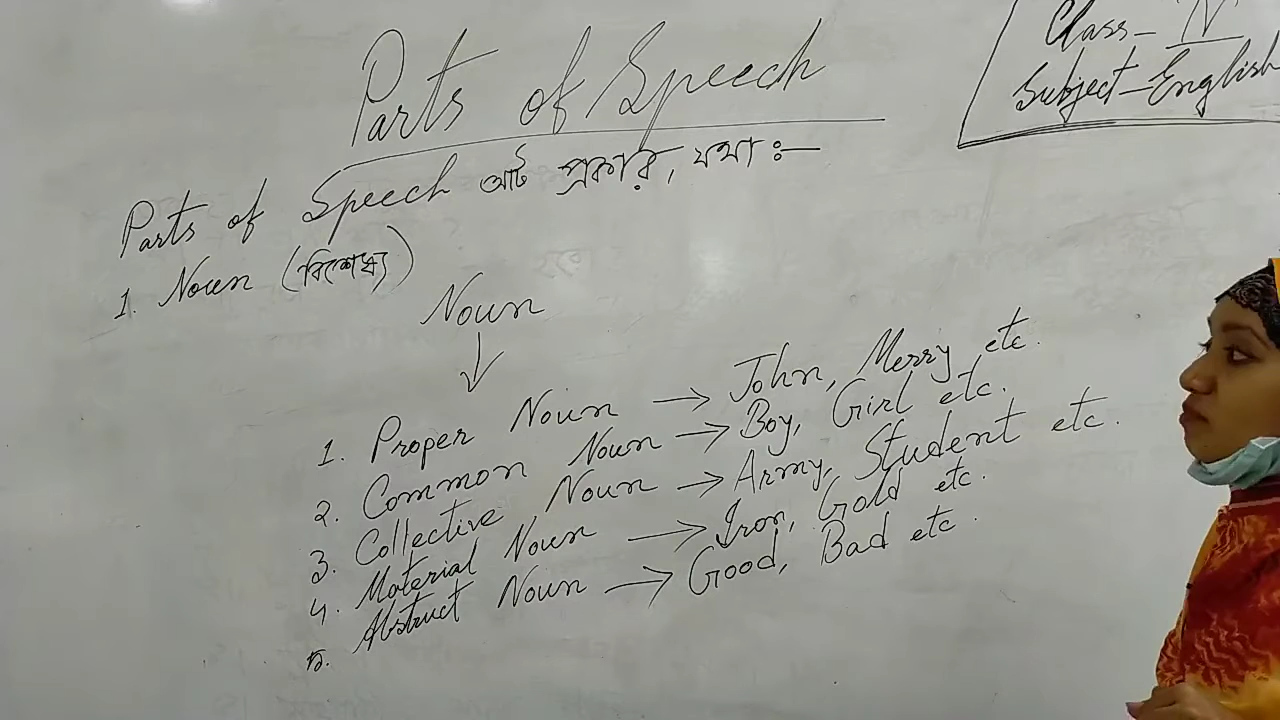 Parts of Speech
Class- IV
Subject-English
Parts of Speech আট প্রকার, যথা :-
1. Noun (বিশেষ্য)
Noun
1. Proper Noun → John, Merry etc.
2. Common Noun → Boy, Girl etc.
3. Collective Noun → Army, Student etc.
4. Material Noun → Iron, Gold etc.
5. Abstruct Noun → Good, Bad etc.